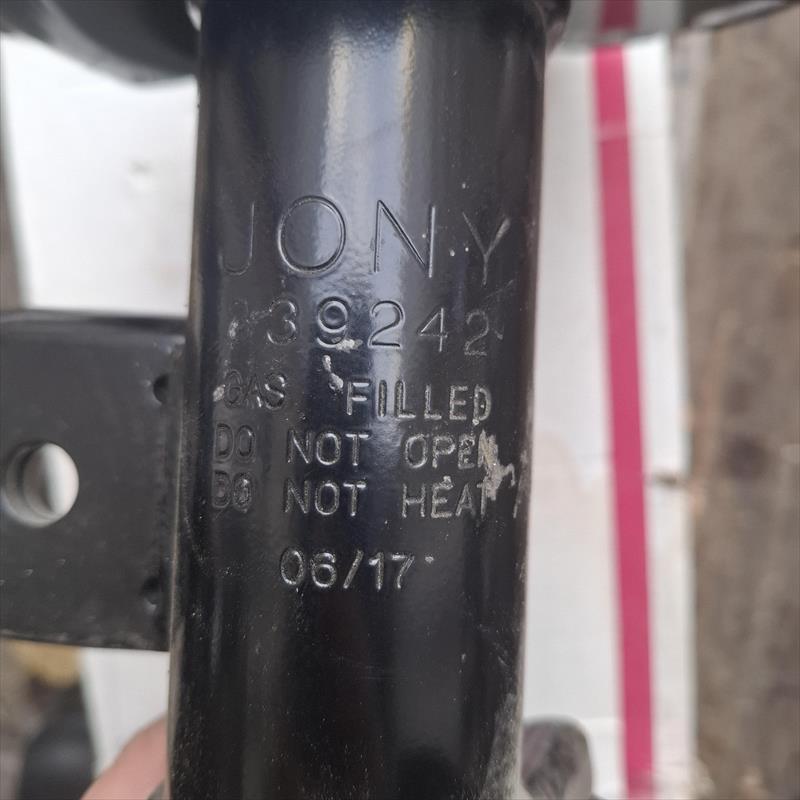 JONY
339242
GAS FILLED
DO NOT OPEN
DO NOT HEAT
06/17